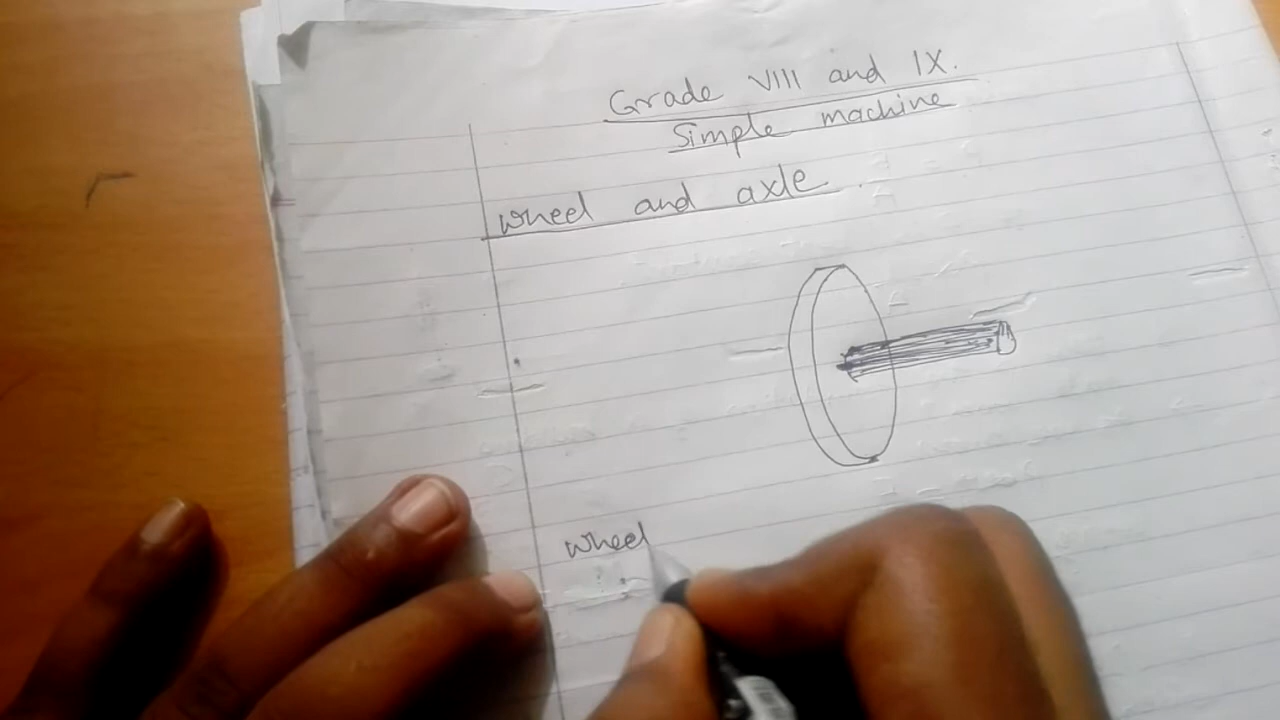 Grade VIII and IX.
Simple machine
wheel and axle
wheel